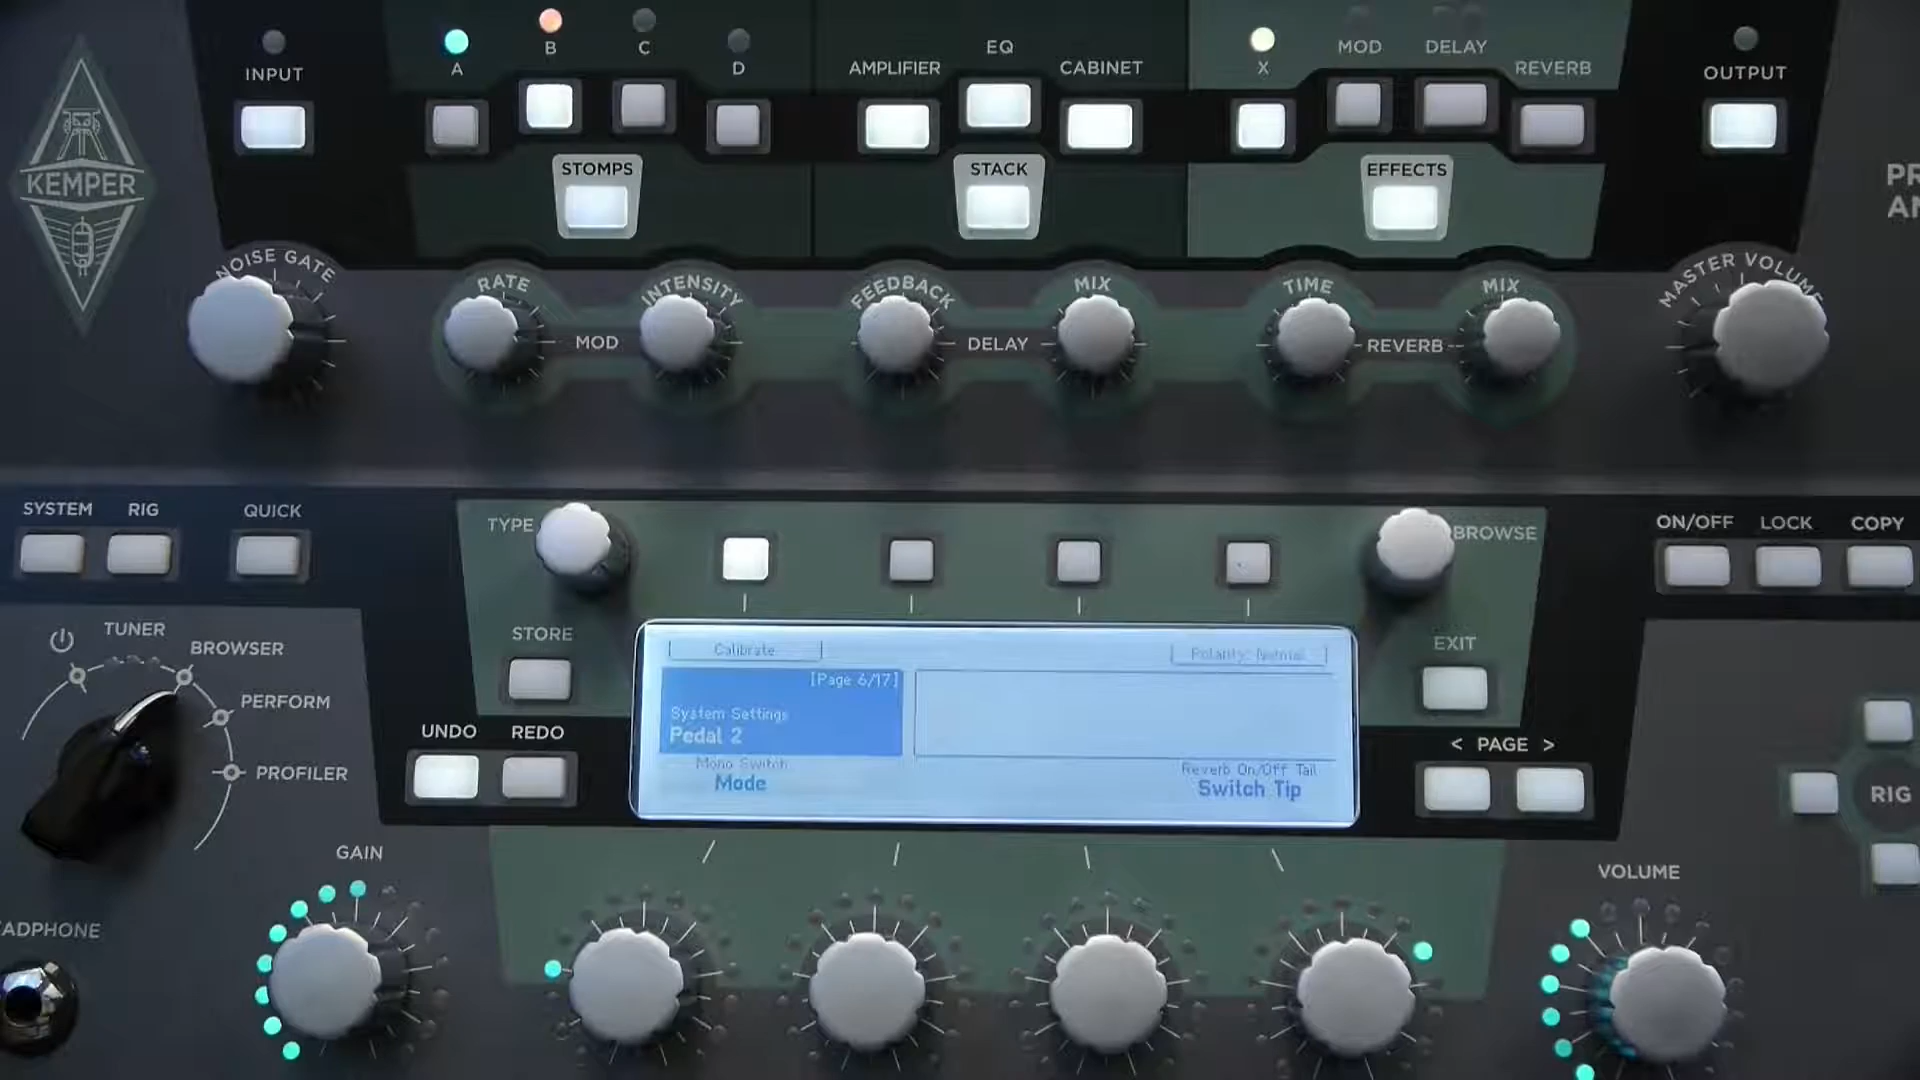 INPUT
A
B
C
D
AMPLIFIER
EQ
CABINET
X
MOD
DELAY
REVERB
OUTPUT
KEMPER
STOMPS
STACK
EFFECTS
PR
AM
NOISE GATE
RATE
MOD
INTENSITY
FEEDBACK
DELAY
MIX
TIME
REVERB
MIX
MASTER VOLUME
SYSTEM
RIG
QUICK
TYPE
BROWSE
ON/OFF
LOCK
COPY
TUNER
BROWSER
PERFORM
PROFILER
STORE
EXIT
UNDO
REDO
< PAGE >
Calibrate
Polarity: Normal
[Page 6/17]
System Settings
Pedal 2
Mono Switch
Mode
Reverb On/Off Tail
Switch Tip
RIG
GAIN
VOLUME
ADPHONE